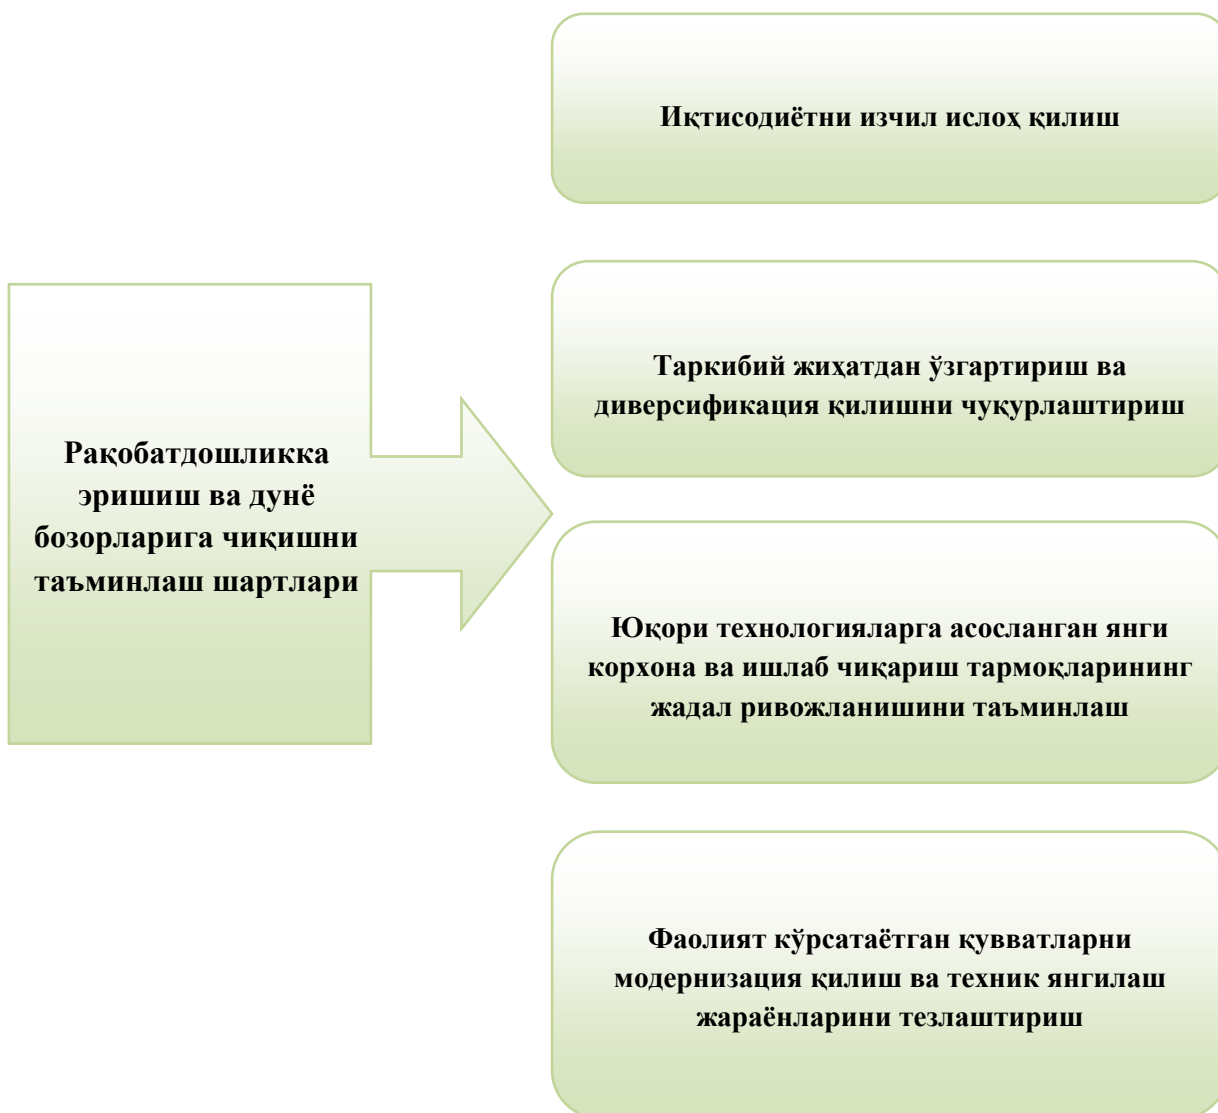 Иқтисодиётни изчил ислоҳ қилиш
Таркибий жиҳатдан ўзгартириш ва
диверсификация қилишни чуқурлаштириш
Рақобатдошликка
эришиш ва дунё
бозорларига чиқишни
таъминлаш шартлари
Юқори технологияларга асосланган янги
корхона ва ишлаб чиқариш тармоқларининг
жадал ривожланишини таъминлаш
Фаолият кўрсатаётган қувватларни
модернизация қилиш ва техник янгилаш
жараёнларини тезлаштириш